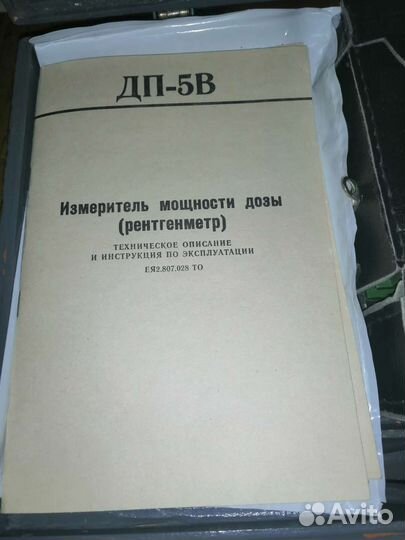 ДП-5В
Измеритель мощности дозы
(рентгенметр)
ТЕХНИЧЕСКОЕ ОПИСАНИЕ
И ИНСТРУКЦИЯ ПО ЭКСПЛУАТАЦИИ
ЕЯ2.807.028 ТО
Avito